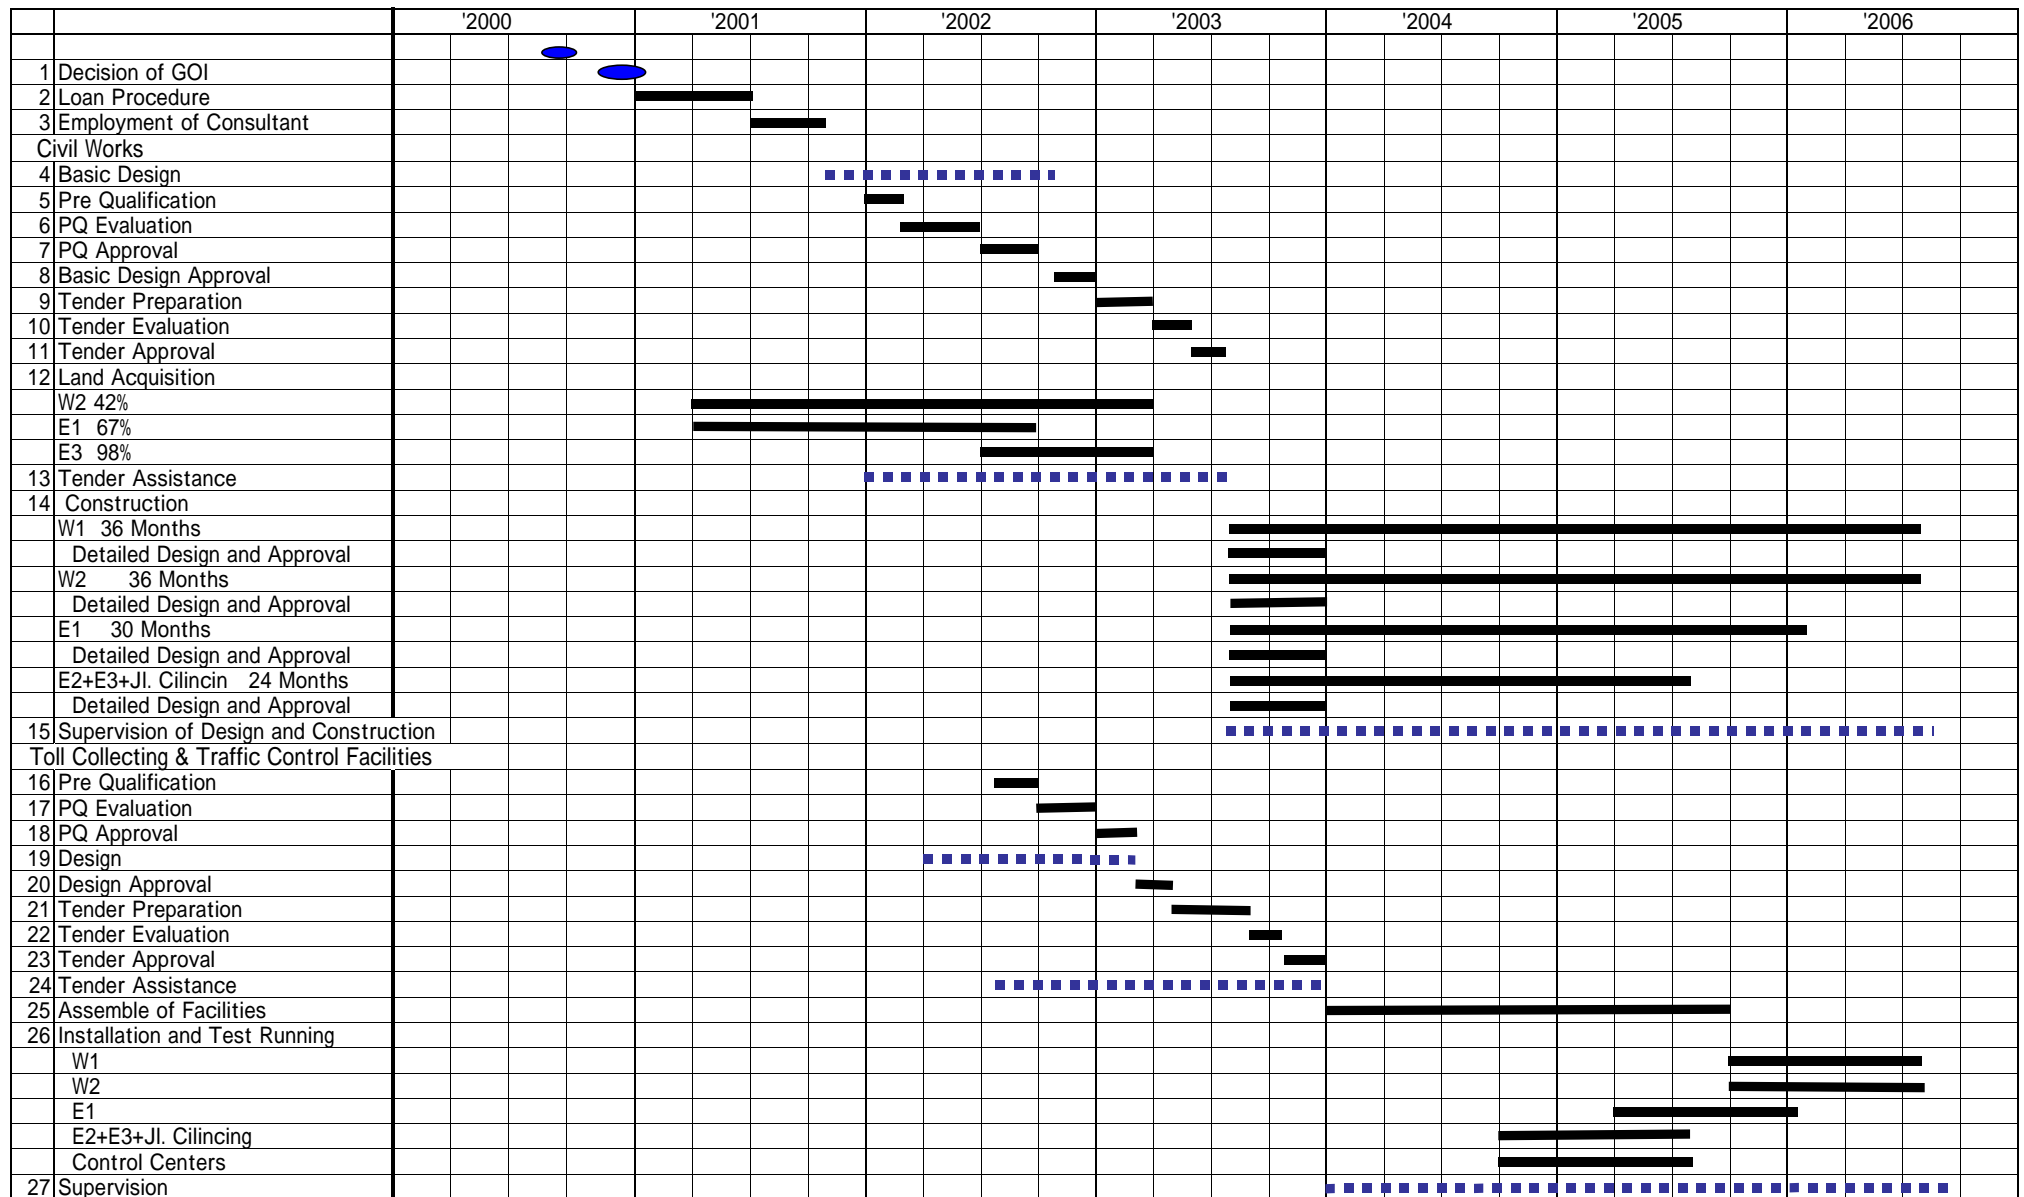 '2000 '2001 '2002 '2003 '2004 '2005 '2006
1 Decision of GOI
2 Loan Procedure
3 Employment of Consultant
Civil Works
4 Basic Design
5 Pre Qualification
6 PQ Evaluation
7 PQ Approval
8 Basic Design Approval
9 Tender Preparation
10 Tender Evaluation
11 Tender Approval
12 Land Acquisition
W2 42%
E1 67%
E3 98%
13 Tender Assistance
14 Construction
W1 36 Months
Detailed Design and Approval
W2 36 Months
Detailed Design and Approval
E1 30 Months
Detailed Design and Approval
E2+E3+Jl. Cilincin 24 Months
Detailed Design and Approval
15 Supervision of Design and Construction
Toll Collecting & Traffic Control Facilities
16 Pre Qualification
17 PQ Evaluation
18 PQ Approval
19 Design
20 Design Approval
21 Tender Preparation
22 Tender Evaluation
23 Tender Approval
24 Tender Assistance
25 Assemble of Facilities
26 Installation and Test Running
W1
W2
E1
E2+E3+Jl. Cilincing
Control Centers
27 Supervision